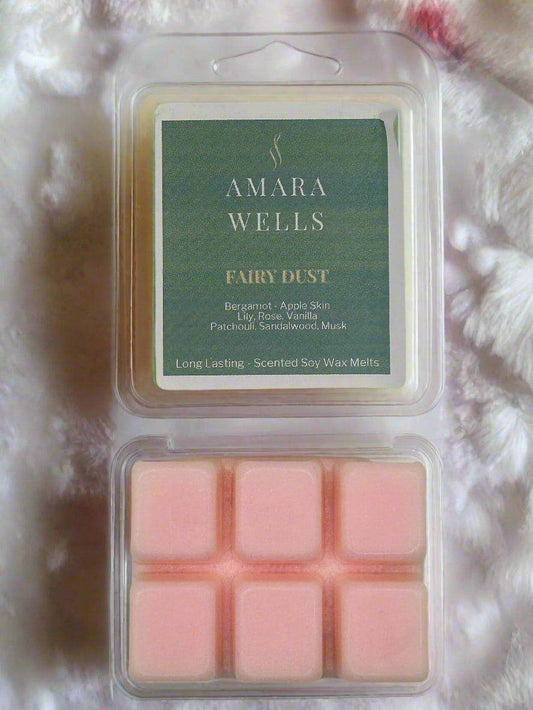 AMARA
WELLS
FAIRY DUST
Bergamot - Apple Skin
Lily, Rose, Vanilla
Patchouli, Sandalwood, Musk
Long Lasting - Scented Soy Wax Melts